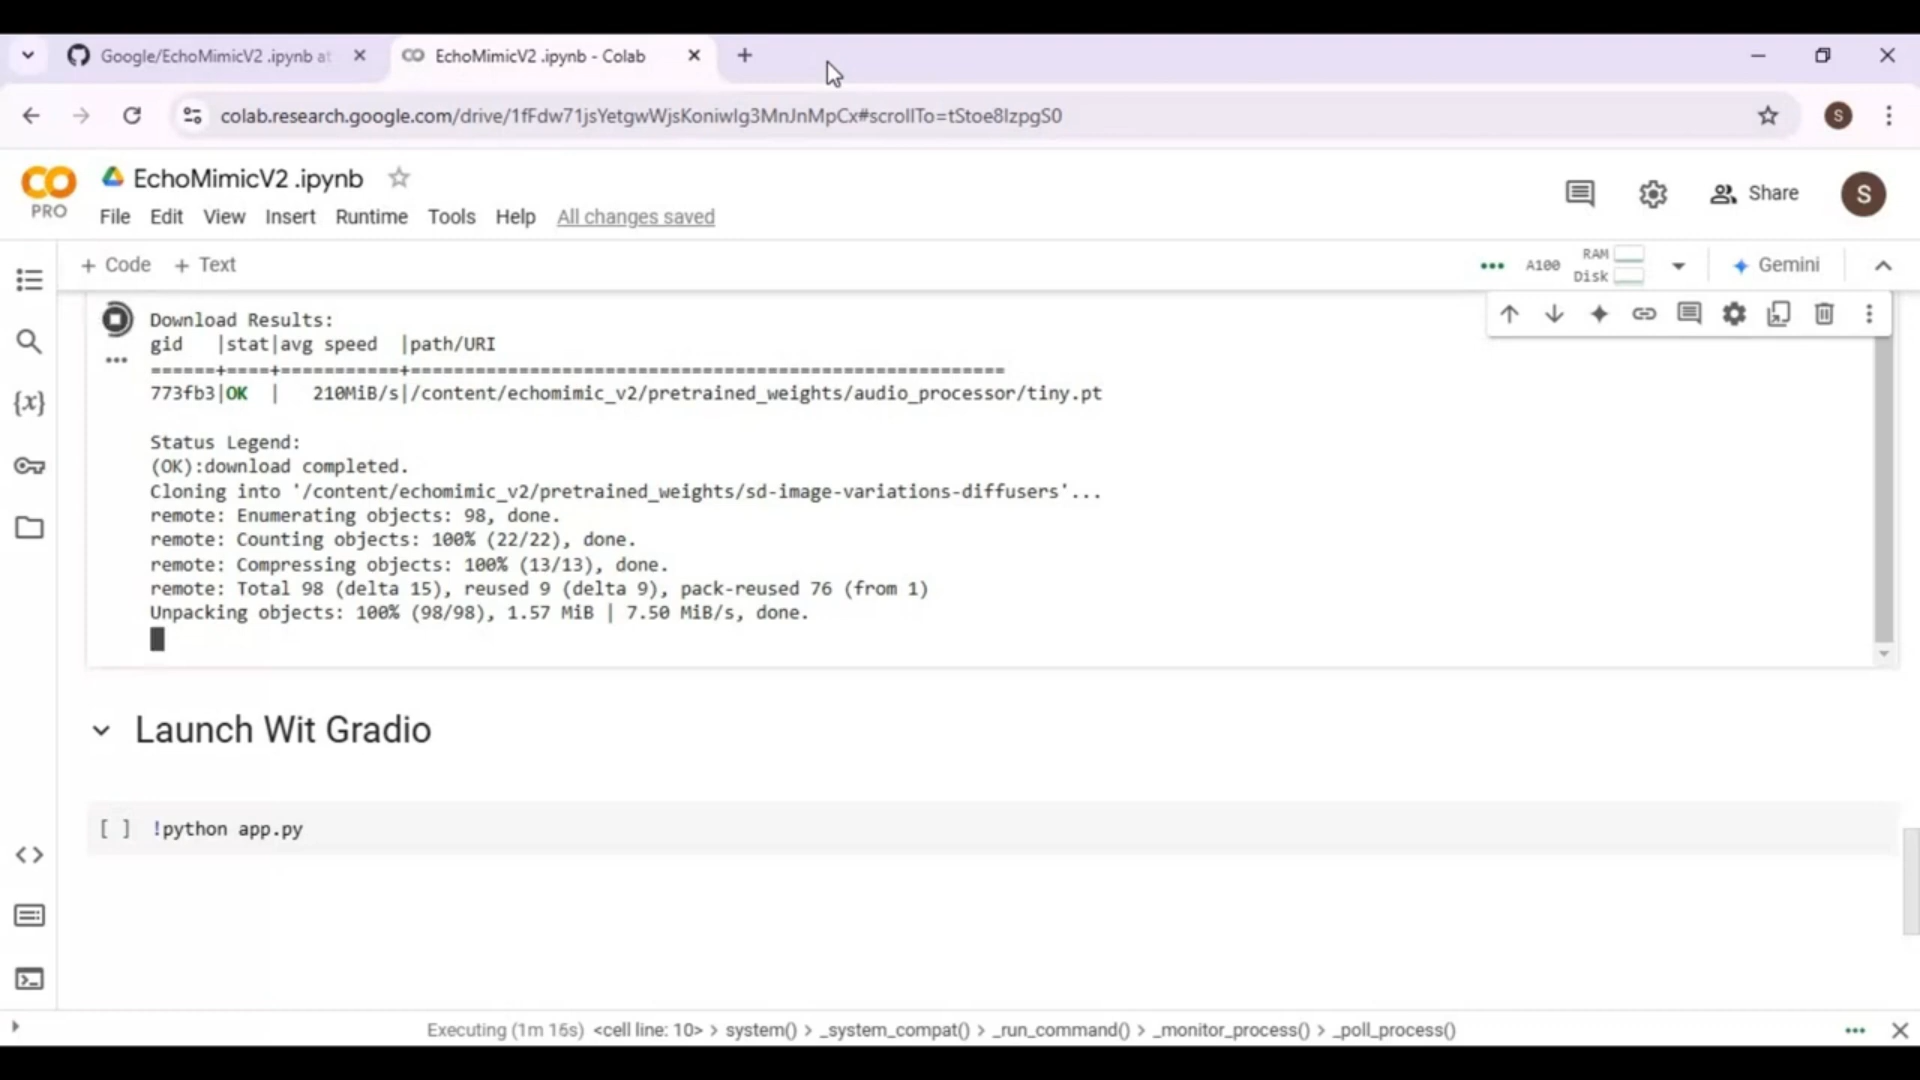 Google/EchoMimicV2 .ipynb at
EchoMimicV2 .ipynb - Colab
colab.research.google.com/drive/1fFdw71jsYetgwWjsKoniwIg3MnJnMpCx#scrollTo=tStoe8IzpgS0
S
CO
PRO
EchoMimicV2 .ipynb
File Edit View Insert Runtime Tools Help All changes saved
Share
S
+ Code + Text
A100
RAM
Disk
Gemini
Download Results:
gid   |stat|avg speed  |path/URI
======+====+===========+=======================================================
773fb3|OK  |   210MiB/s|/content/echomimic_v2/pretrained_weights/audio_processor/tiny.pt
Status Legend:
(OK):download completed.
Cloning into '/content/echomimic_v2/pretrained_weights/sd-image-variations-diffusers'...
remote: Enumerating objects: 98, done.
remote: Counting objects: 100% (22/22), done.
remote: Compressing objects: 100% (13/13), done.
remote: Total 98 (delta 15), reused 9 (delta 9), pack-reused 76 (from 1)
Unpacking objects: 100% (98/98), 1.57 MiB | 7.50 MiB/s, done.
Launch Wit Gradio
[ ] !python app.py
Executing (1m 16s) <cell line: 10> > system() > _system_compat() > _run_command() > _monitor_process() > _poll_process()